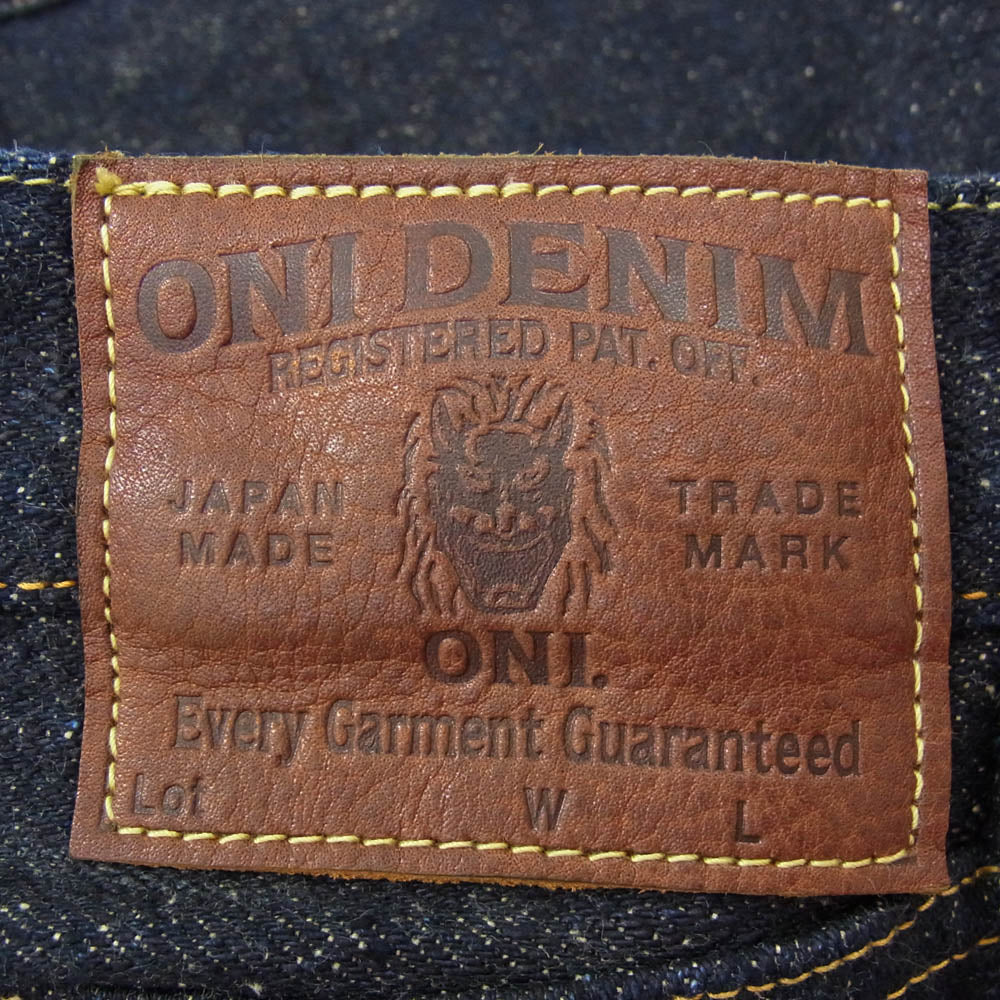 ONI DENIM
REGISTERED PAT. OFF.
JAPAN MADE
TRADE MARK
ONI.
Every Garment Guaranteed
Lot W L